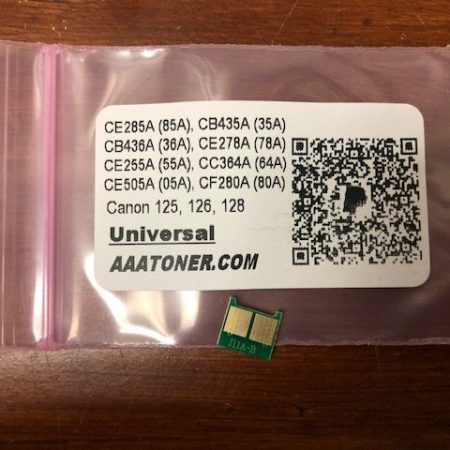 CE285A (85A), CB435A (35A)
CB436A (36A), CE278A (78A)
CE255A (55A), CC364A (64A)
CE505A (05A), CF280A (80A)
Canon 125, 126, 128
Universal
AAATONER.COM
J11A-B